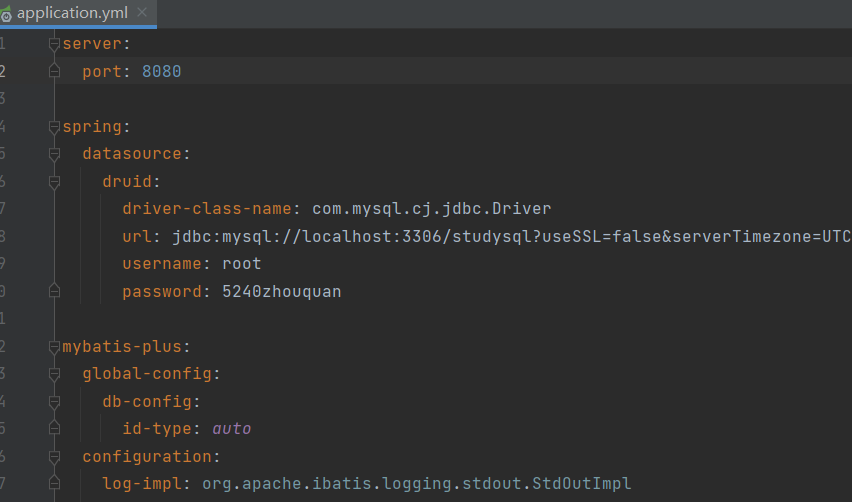 application.yml
1 server:
2 port: 8080
3
4 spring:
5 datasource:
6 druid:
7 driver-class-name: com.mysql.cj.jdbc.Driver
8 url: jdbc:mysql://localhost:3306/studysql?useSSL=false&serverTimezone=UTC
9 username: root
0 password: 5240zhouquan
1
2 mybatis-plus:
3 global-config:
4 db-config:
5 id-type: auto
6 configuration:
7 log-impl: org.apache.ibatis.logging.stdout.StdOutImpl